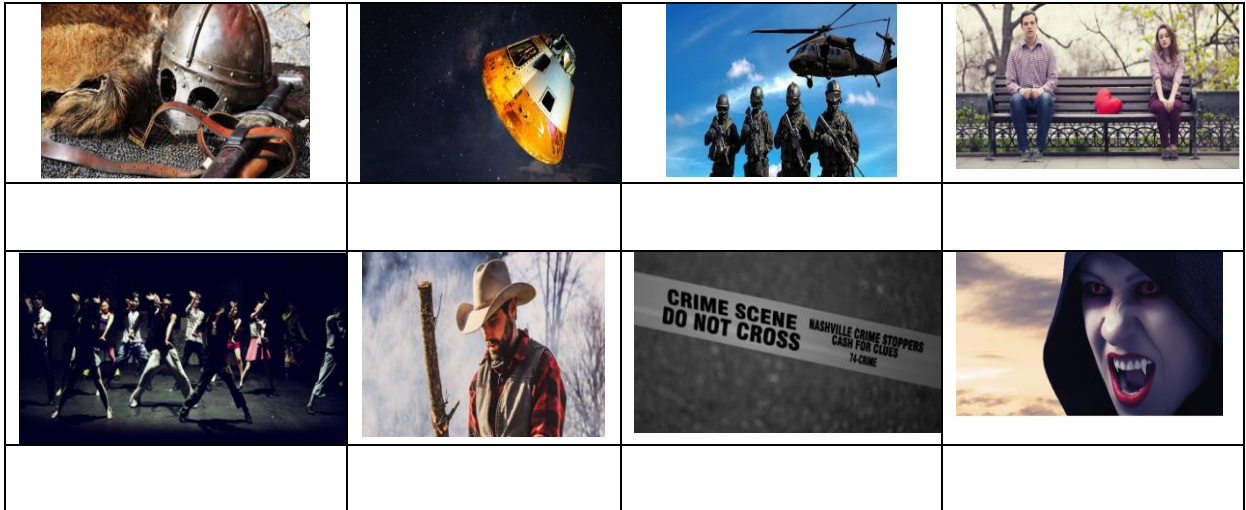 CRIME SCENE
DO NOT CROSS
NASHVILLE CRIME STOPPERS
CASH FOR CLUES
74-CRIME